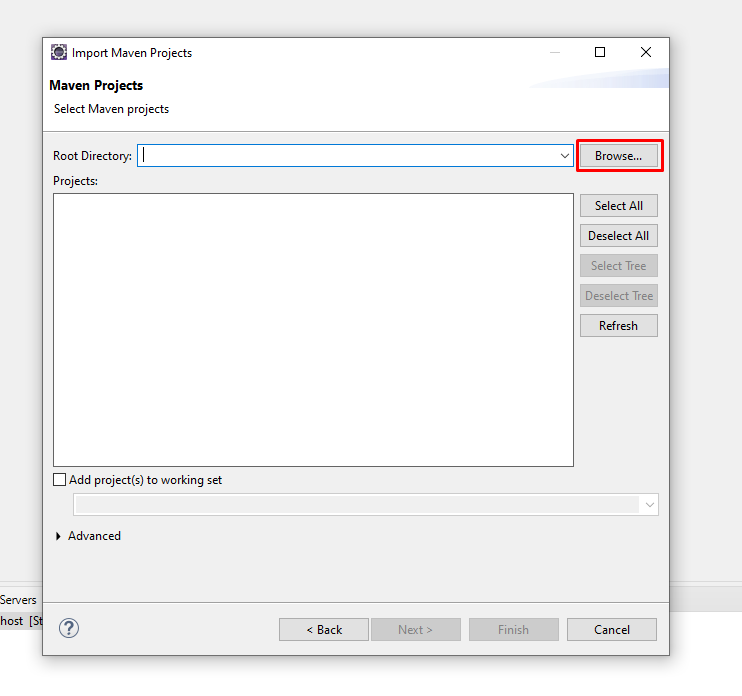 Import Maven Projects
Maven Projects
Select Maven projects
Root Directory:
Browse...
Projects:
Select All
Deselect All
Select Tree
Deselect Tree
Refresh
Add project(s) to working set
Advanced
Servers
host [St
?
< Back
Next >
Finish
Cancel